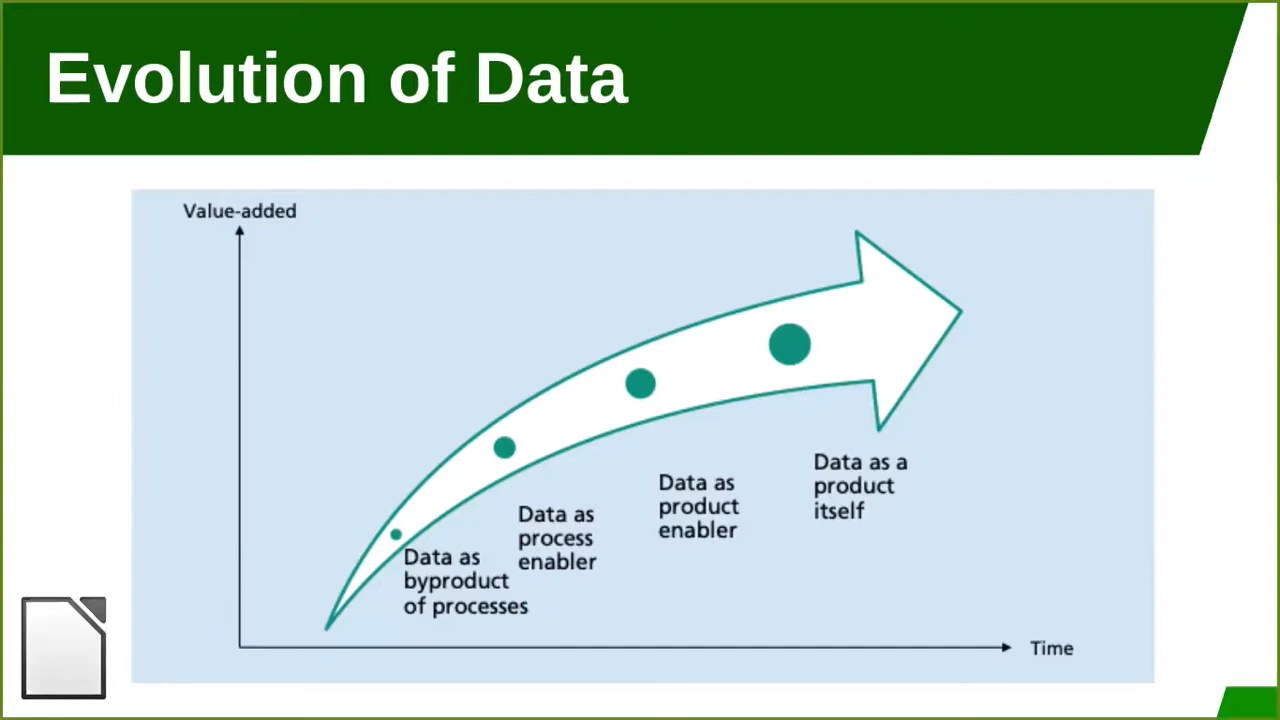 Evolution of Data
Value-added
Data as
byproduct
of processes
Data as
process
enabler
Data as
product
enabler
Data as a
product
itself
Time